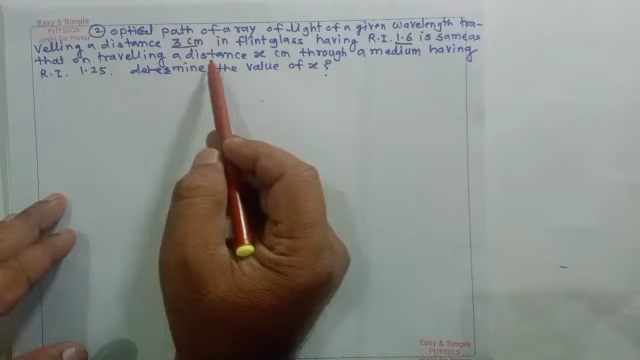 Easy & Simple
PHYSICS
② optical path of a ray of light of a given wavelength tra-
velling a distance 3 cm in flint glass having R.I. 1.6 is same as
that on travelling a distance x cm through a medium having
R.I. 1.25. determine the value of x?
Easy & Simple
PHYSICS